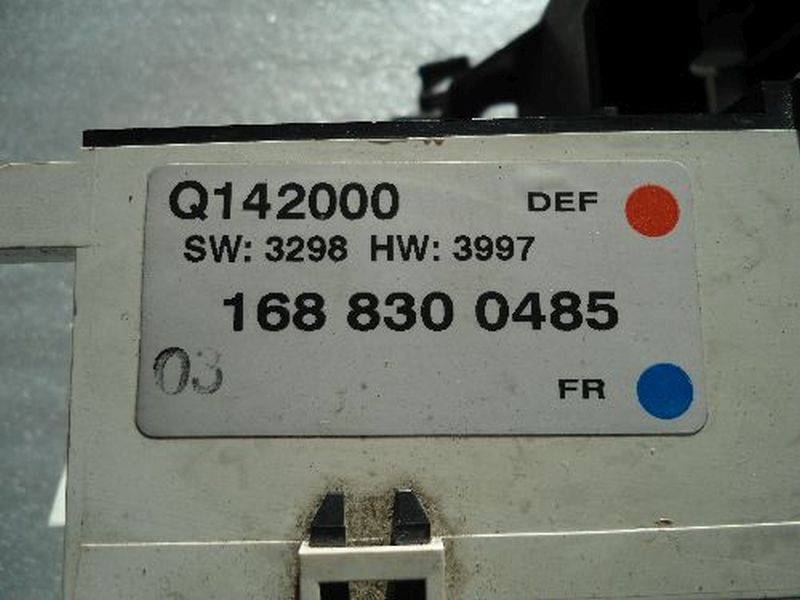 Q142000 DEF
SW: 3298 HW: 3997
168 830 0485
03 FR